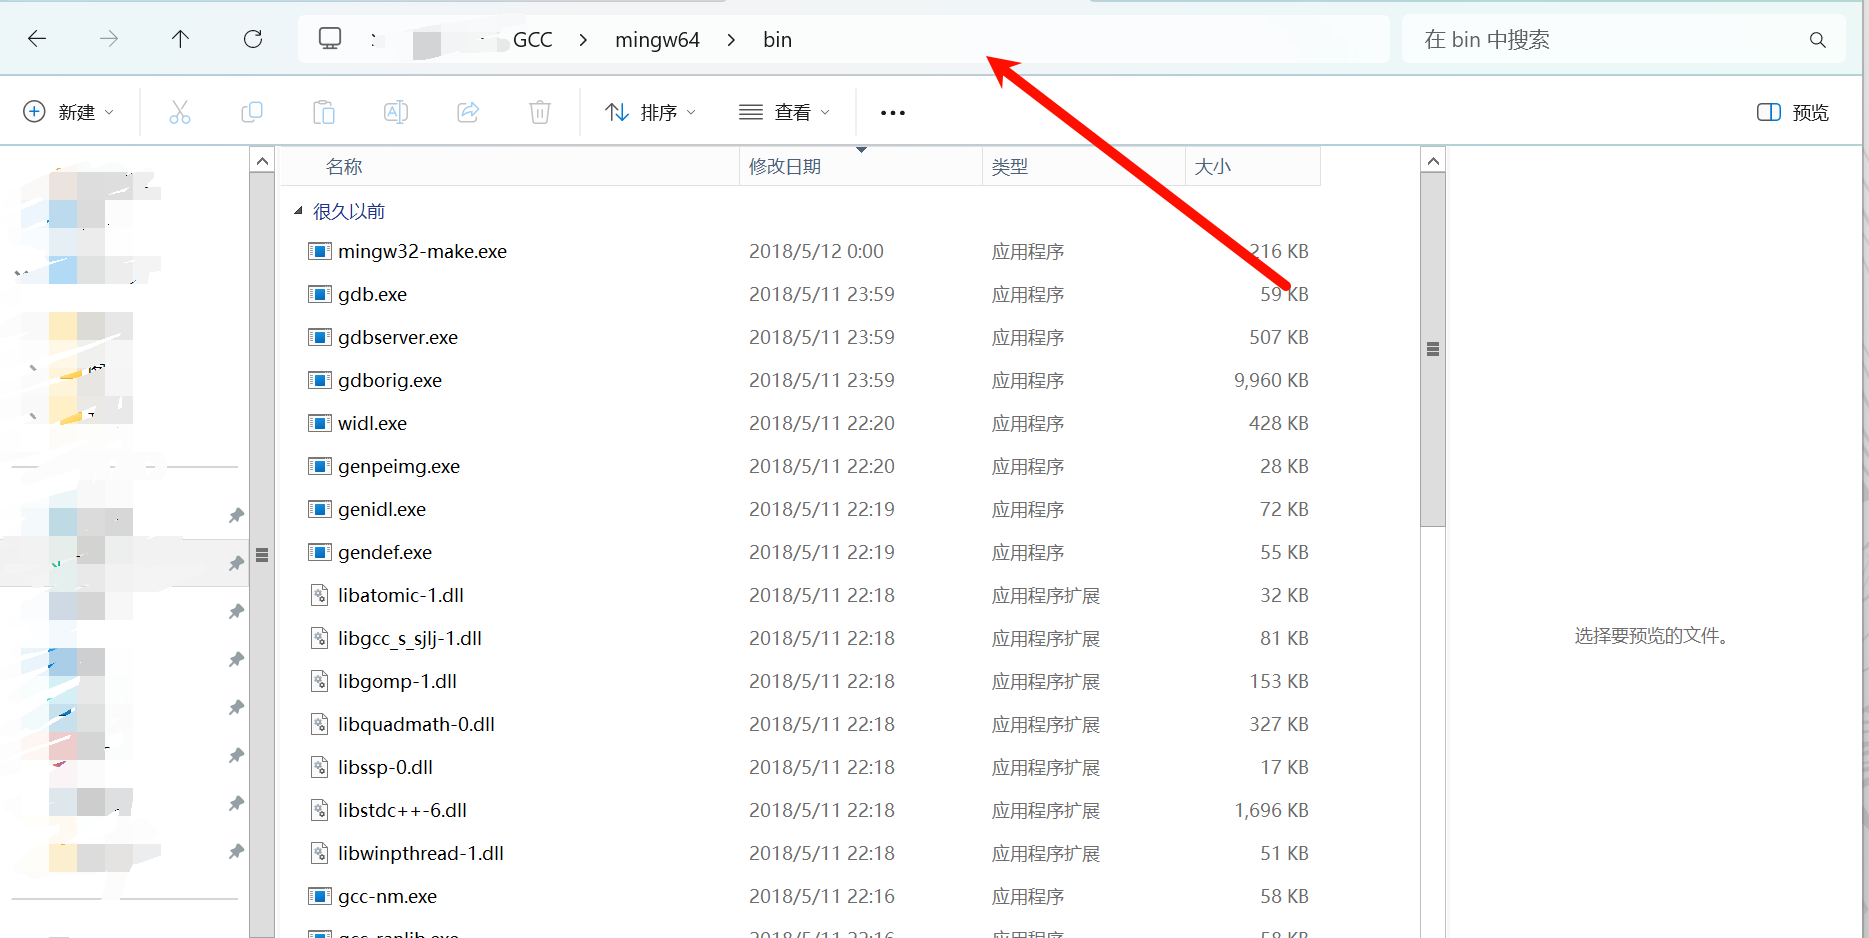 GCC > mingw64 > bin
在 bin 中搜索
新建 排序 查看 ••• 预览
名称 修改日期 类型 大小
很久以前
mingw32-make.exe 2018/5/12 0:00 应用程序 216 KB
gdb.exe 2018/5/11 23:59 应用程序 59 KB
gdbserver.exe 2018/5/11 23:59 应用程序 507 KB
gdborig.exe 2018/5/11 23:59 应用程序 9,960 KB
widl.exe 2018/5/11 22:20 应用程序 428 KB
genpeimg.exe 2018/5/11 22:20 应用程序 28 KB
genidl.exe 2018/5/11 22:19 应用程序 72 KB
gendef.exe 2018/5/11 22:19 应用程序 55 KB
libatomic-1.dll 2018/5/11 22:18 应用程序扩展 32 KB
libgcc_s_sjlj-1.dll 2018/5/11 22:18 应用程序扩展 81 KB
libgomp-1.dll 2018/5/11 22:18 应用程序扩展 153 KB
libquadmath-0.dll 2018/5/11 22:18 应用程序扩展 327 KB
libssp-0.dll 2018/5/11 22:18 应用程序扩展 17 KB
libstdc++-6.dll 2018/5/11 22:18 应用程序扩展 1,696 KB
libwinpthread-1.dll 2018/5/11 22:18 应用程序扩展 51 KB
gcc-nm.exe 2018/5/11 22:16 应用程序 58 KB
gcc-ranlib.exe 2018/5/11 22:16 应用程序 58 KB
选择要预览的文件。